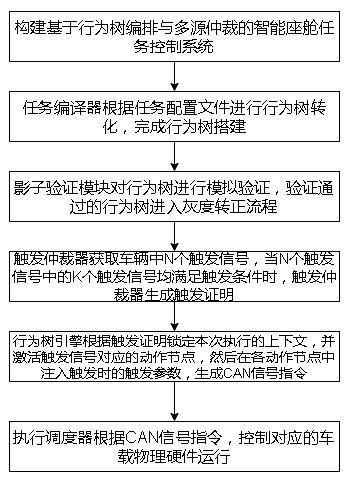 构建基于行为树编排与多源仲裁的智能座舱任
务控制系统
任务编译器根据任务配置文件进行行为树转
化，完成行为树搭建
影子验证模块对行为树进行模拟验证，验证通
过的行为树进入灰度转正流程
触发仲裁器获取车辆中N个触发信号，当N个触发
信号中的K个触发信号均满足触发条件时，触发仲
裁器生成触发证明
行为树引擎根据触发证明锁定本次执行的上下文，并
激活触发信号对应的动作节点，然后在各动作节点中
注入触发时的触发参数，生成CAN信号指令
执行调度器根据CAN信号指令，控制对应的车
载物理硬件运行